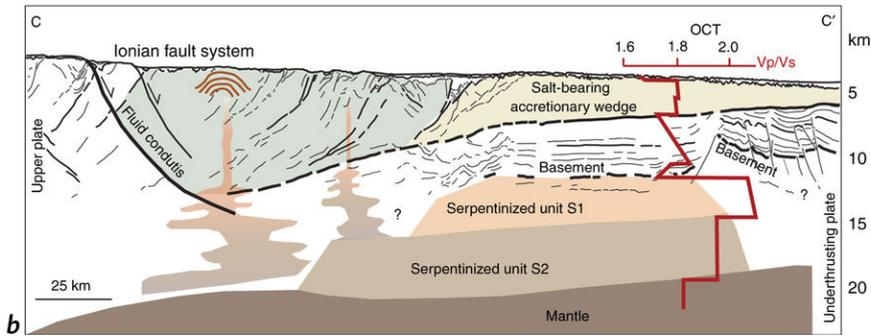 C
C'
OCT
Ionian fault system
1.6
1.8
2.0
Vp/Vs
km
Salt-bearing
accretionary wedge
5
Fluid condutis
Upper plate
10
Basement
Basement
?
?
Serpentinized unit S1
15
Underthrusting plate
Serpentinized unit S2
25 km
20
Mantle
b